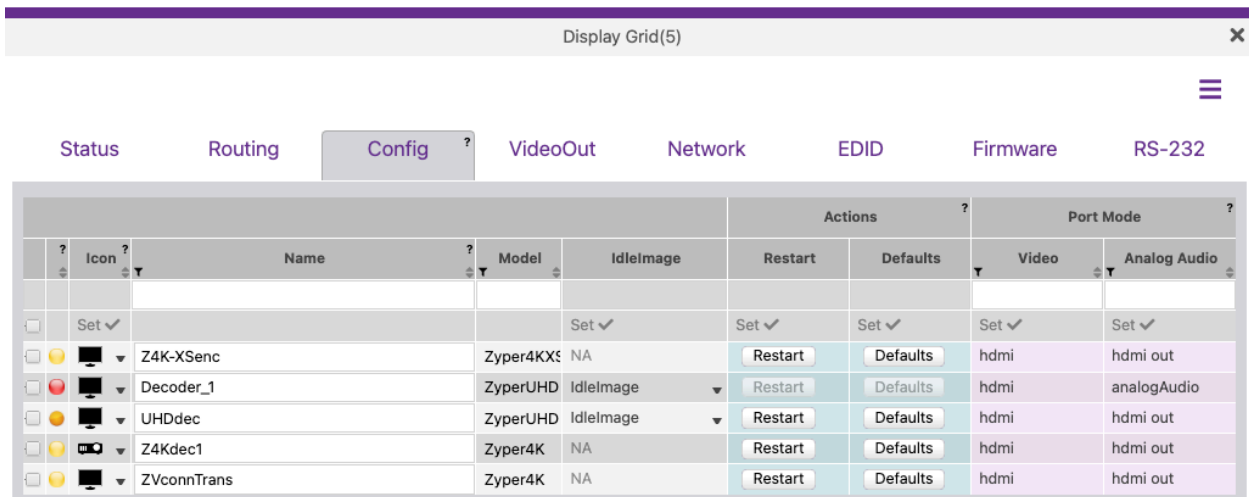 Display Grid(5)
Status Routing Config ? VideoOut Network EDID Firmware RS-232
Actions ? Port Mode ?
? Icon ? Name ? Model IdleImage Restart Defaults Video Analog Audio
Set Set Set Set Set Set
Z4K-XSenc Zyper4KXS NA Restart Defaults hdmi hdmi out
Decoder_1 ZyperUHD IdleImage Restart Defaults hdmi analogAudio
UHDdec ZyperUHD IdleImage Restart Defaults hdmi hdmi out
Z4Kdec1 Zyper4K NA Restart Defaults hdmi hdmi out
ZVconnTrans Zyper4K NA Restart Defaults hdmi hdmi out